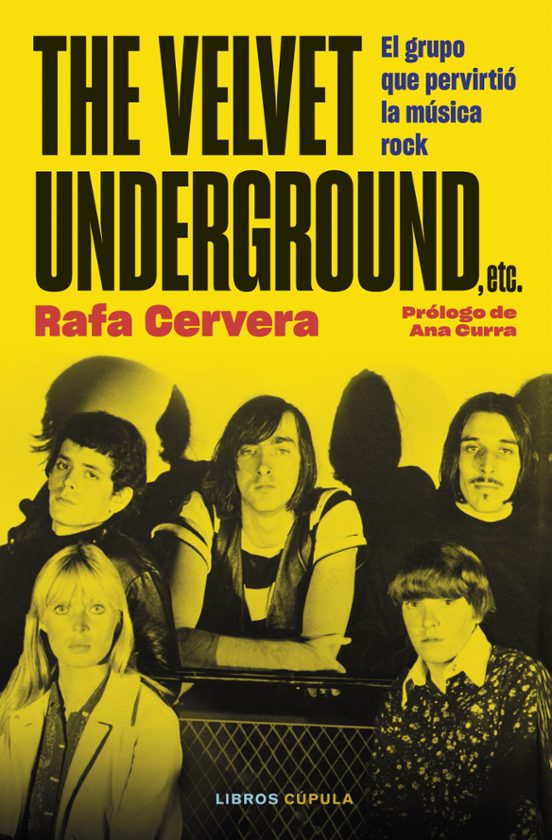 THE VELVET
UNDERGROUND, etc.
El grupo
que pervirtió
la música
rock
Rafa Cervera
Prólogo de
Ana Curra
LIBROS CÚPULA